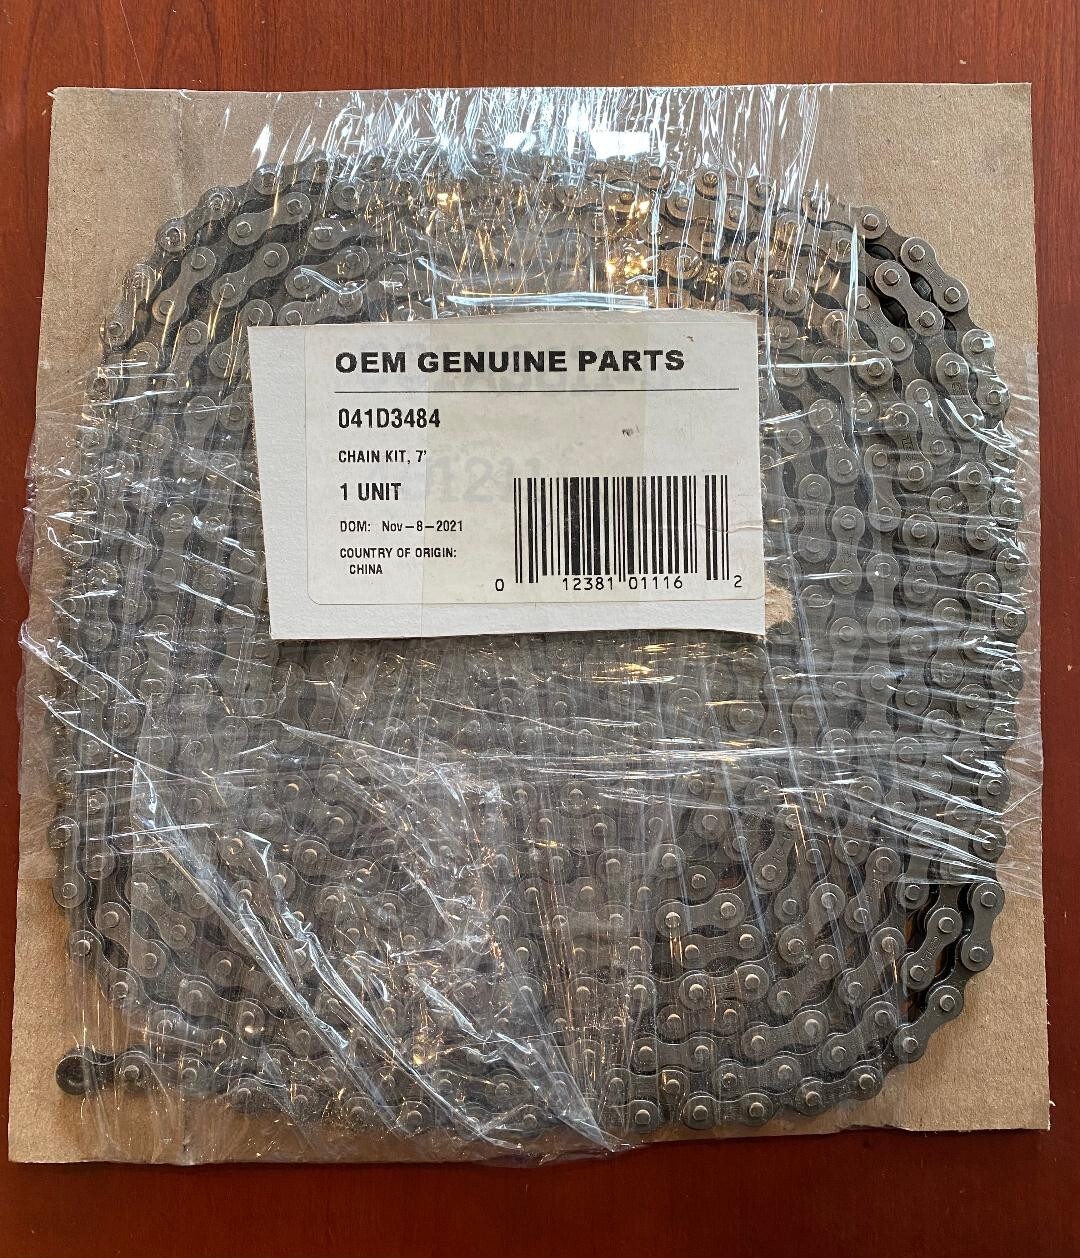 OEM GENUINE PARTS
041D3484
CHAIN KIT, 7'
1 UNIT
DOM: Nov-8-2021
COUNTRY OF ORIGIN:
CHINA
0 12381 01116 2